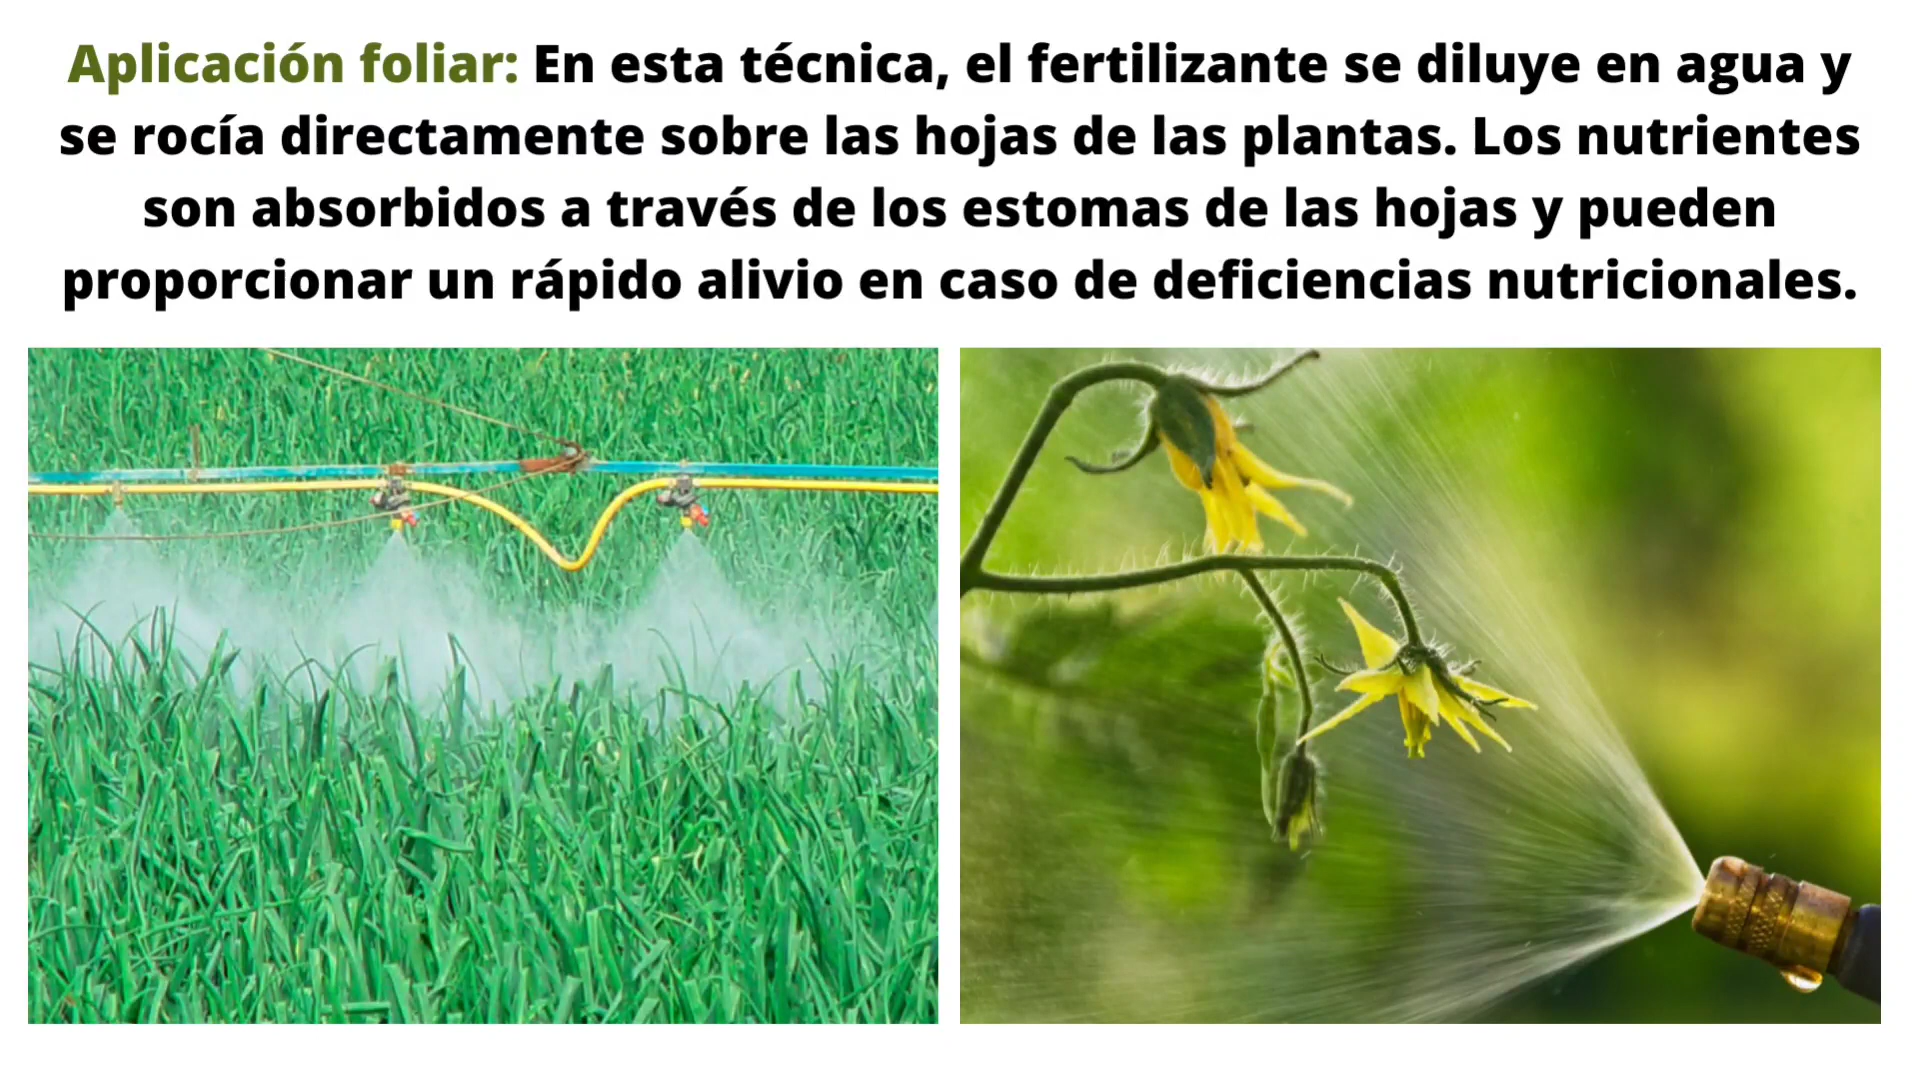 Aplicación foliar: En esta técnica, el fertilizante se diluye en agua y
se rocía directamente sobre las hojas de las plantas. Los nutrientes
son absorbidos a través de los estomas de las hojas y pueden
proporcionar un rápido alivio en caso de deficiencias nutricionales.